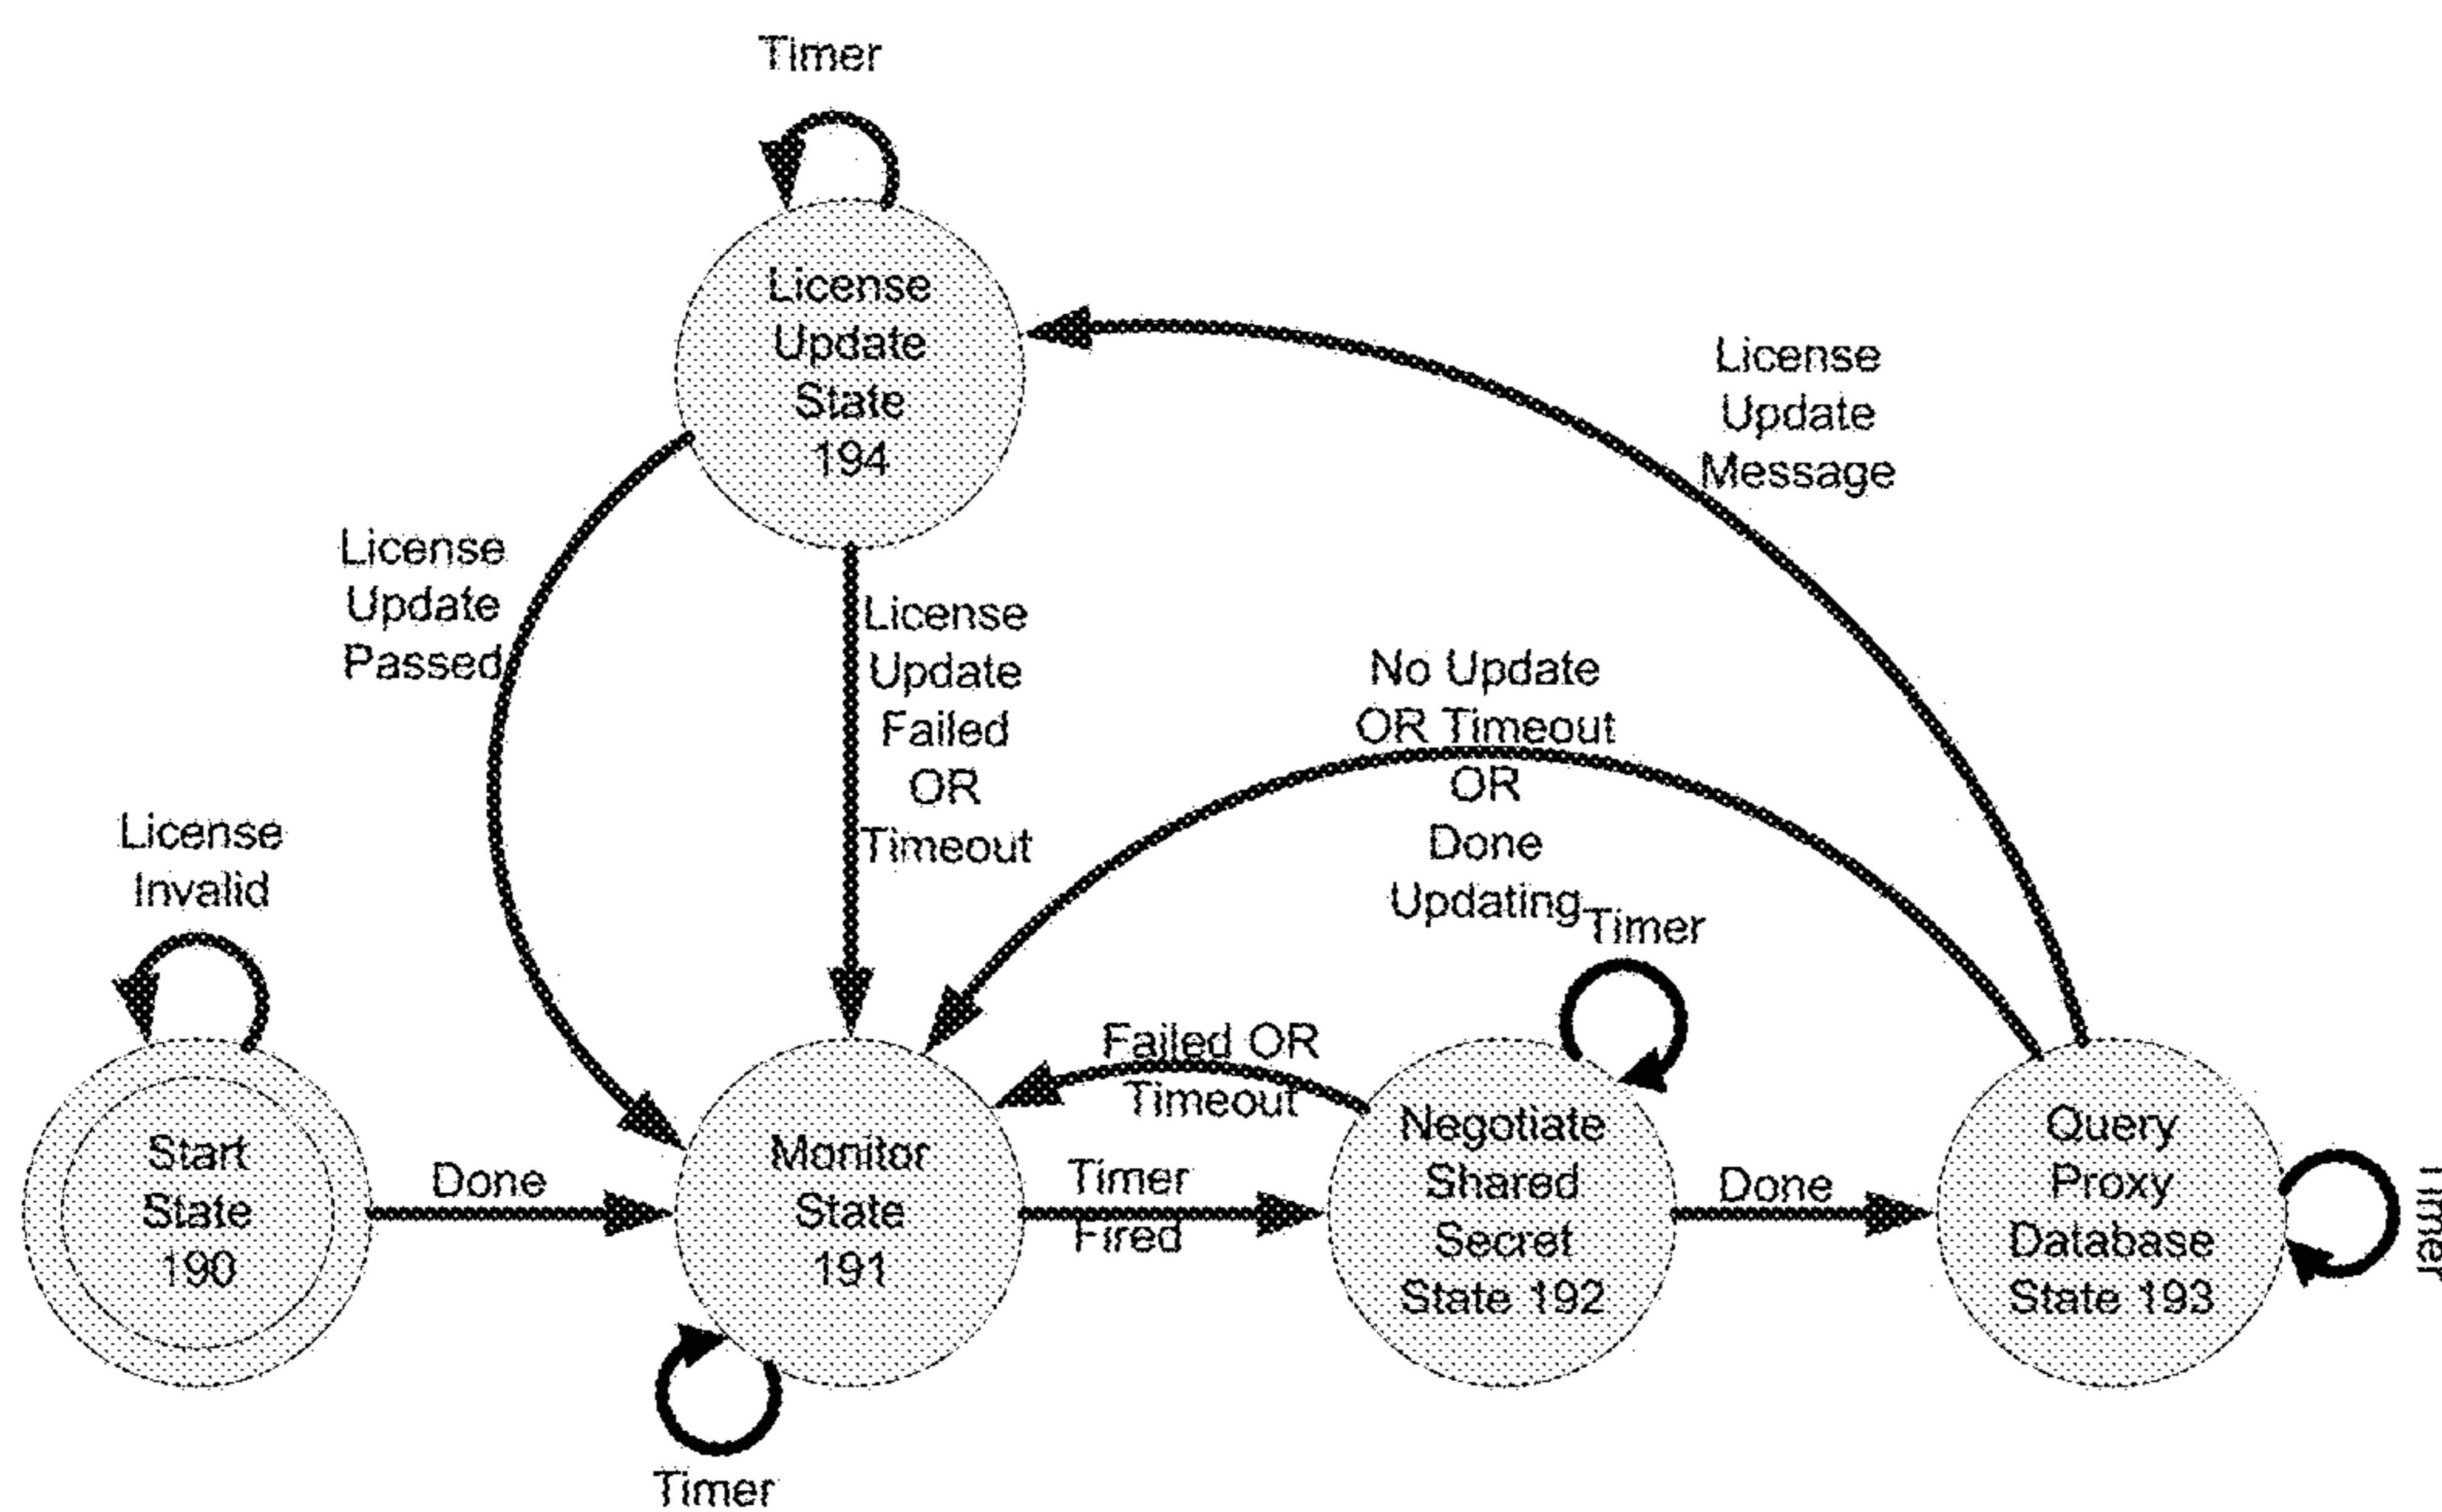 Timer
License
Update
State
194
License
Update
Message
License
Update
Passed
License
Update
Failed
OR
Timeout
No Update
OR Timeout
OR
Done
Updating
Timer
License
Invalid
Start
State
190
Done
Monitor
State
191
Timer
Failed OR
Timeout
Timer
Fired
Negotiate
Shared
Secret
State 192
Done
Query
Proxy
Database
State 193
Timer